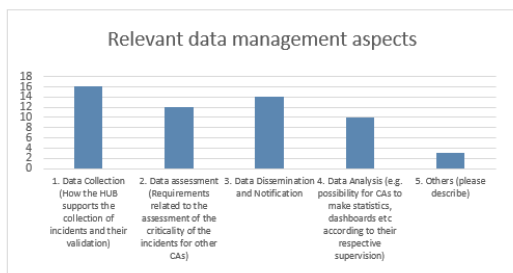 Relevant data management aspects
18
16
14
12
10
8
6
4
2
0
1. Data Collection
(How the HUB
supports the
collection of
incidents and their
validation)
2. Data assessment
(Requirements
related to the
assessment of the
criticality of the
incidents for other
CAs)
3. Data Dissemination
and Notification
4. Data Analysis (e.g.
possibility for CAs to
make statistics,
dashboards etc
according to their
respective
supervision)
5. Others (please
describe)